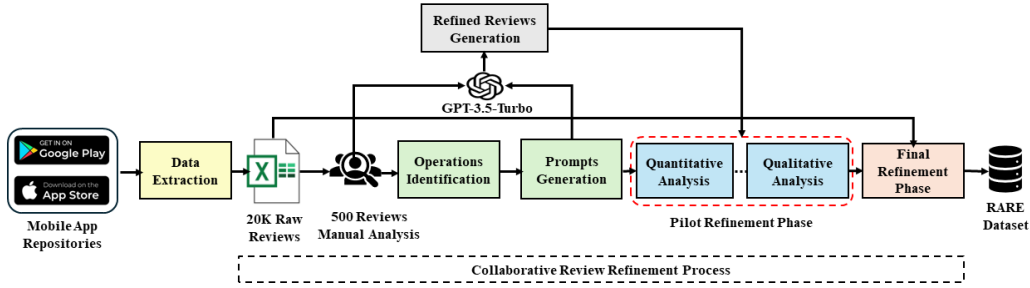 Refined Reviews
Generation
GPT-3.5-Turbo
GET IN ON
Google Play
Download on the
App Store
Mobile App
Repositories
Data
Extraction
20K Raw
Reviews
500 Reviews
Manual Analysis
Operations
Identification
Prompts
Generation
Quantitative
Analysis
Qualitative
Analysis
Pilot Refinement Phase
Final
Refinement
Phase
RARE
Dataset
Collaborative Review Refinement Process